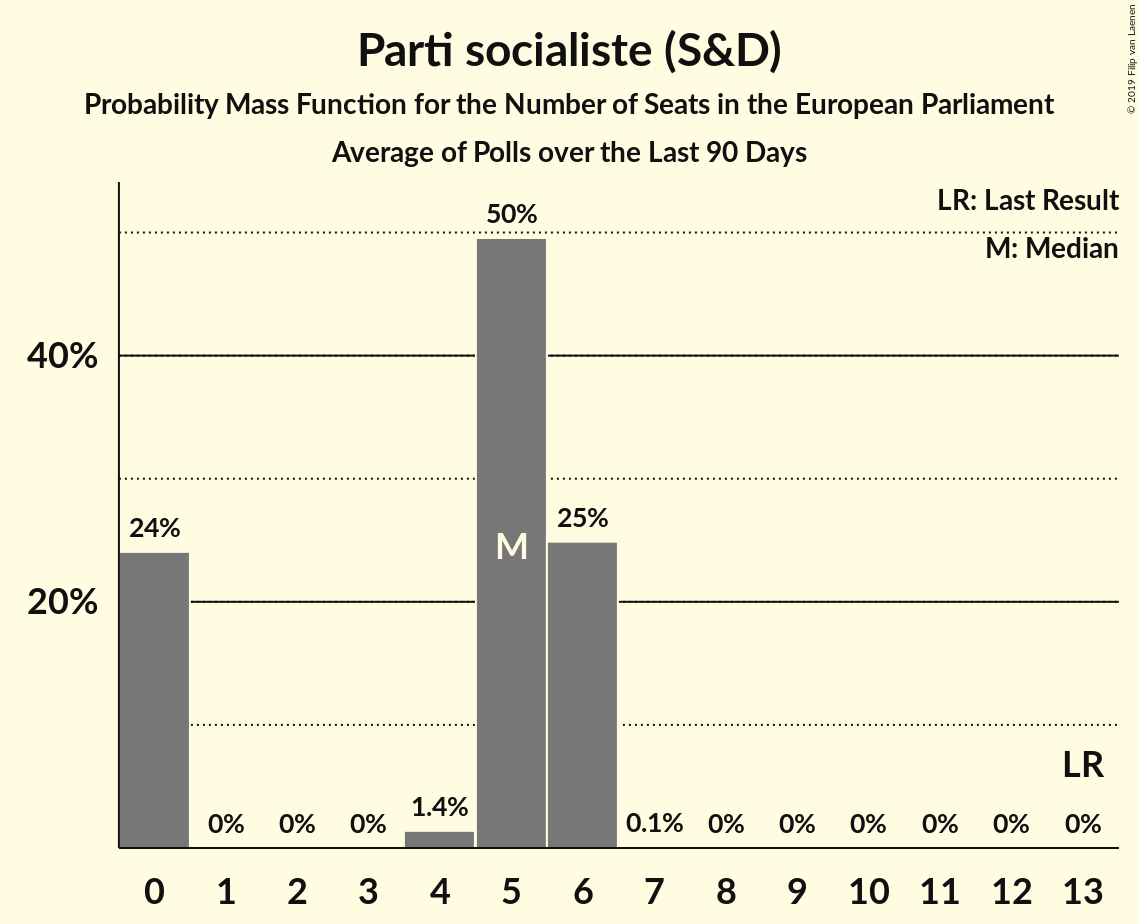 Parti socialiste (S&D)
Probability Mass Function for the Number of Seats in the European Parliament
Average of Polls over the Last 90 Days
© 2019 Filip van Laenen
LR: Last Result
M: Median
50%
40%
24%
M
25%
20%
LR
0% 0% 0% 1.4% 0.1% 0% 0% 0% 0% 0% 0%
0 1 2 3 4 5 6 7 8 9 10 11 12 13